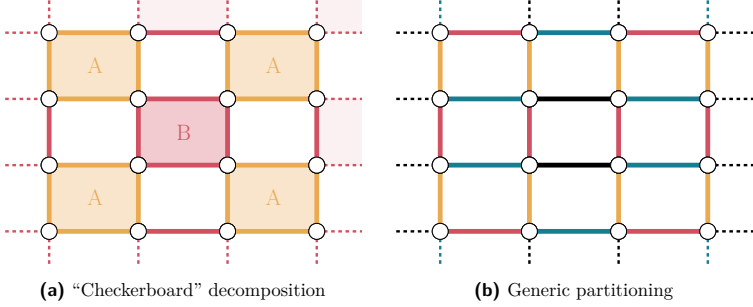 A
A
B
A
A
(a) “Checkerboard” decomposition
(b) Generic partitioning